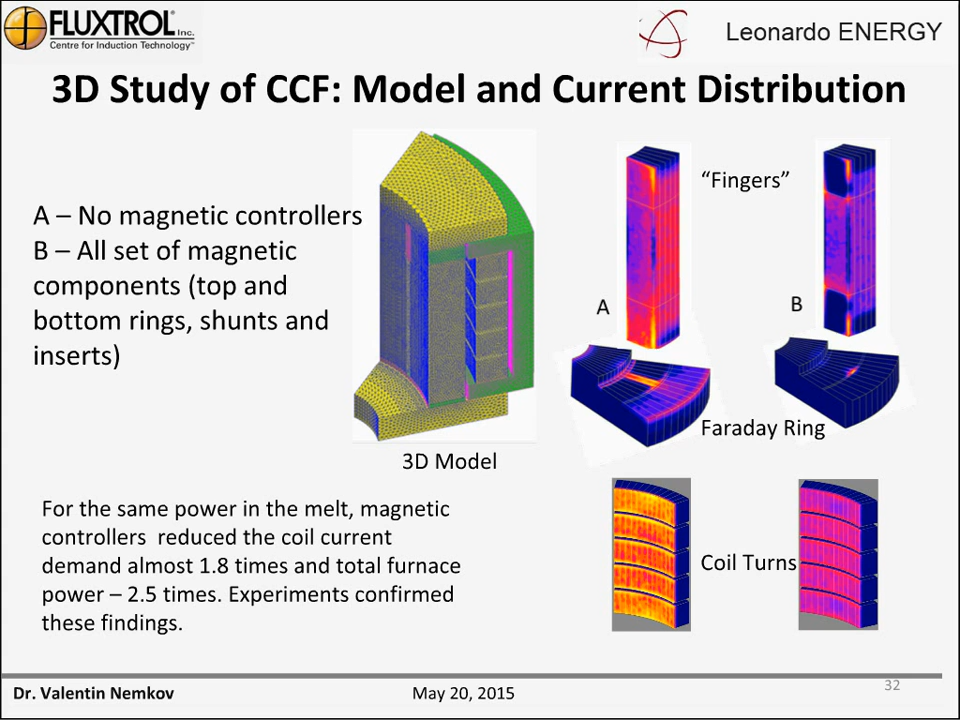 FLUXTROL Inc.
Centre for Induction Technology™
Leonardo ENERGY
3D Study of CCF: Model and Current Distribution
A – No magnetic controllers
B – All set of magnetic
components (top and
bottom rings, shunts and
inserts)
“Fingers”
A
B
Faraday Ring
3D Model
For the same power in the melt, magnetic
controllers  reduced the coil current
demand almost 1.8 times and total furnace
power – 2.5 times. Experiments confirmed
these findings.
Coil Turns
Dr. Valentin Nemkov
May 20, 2015
32